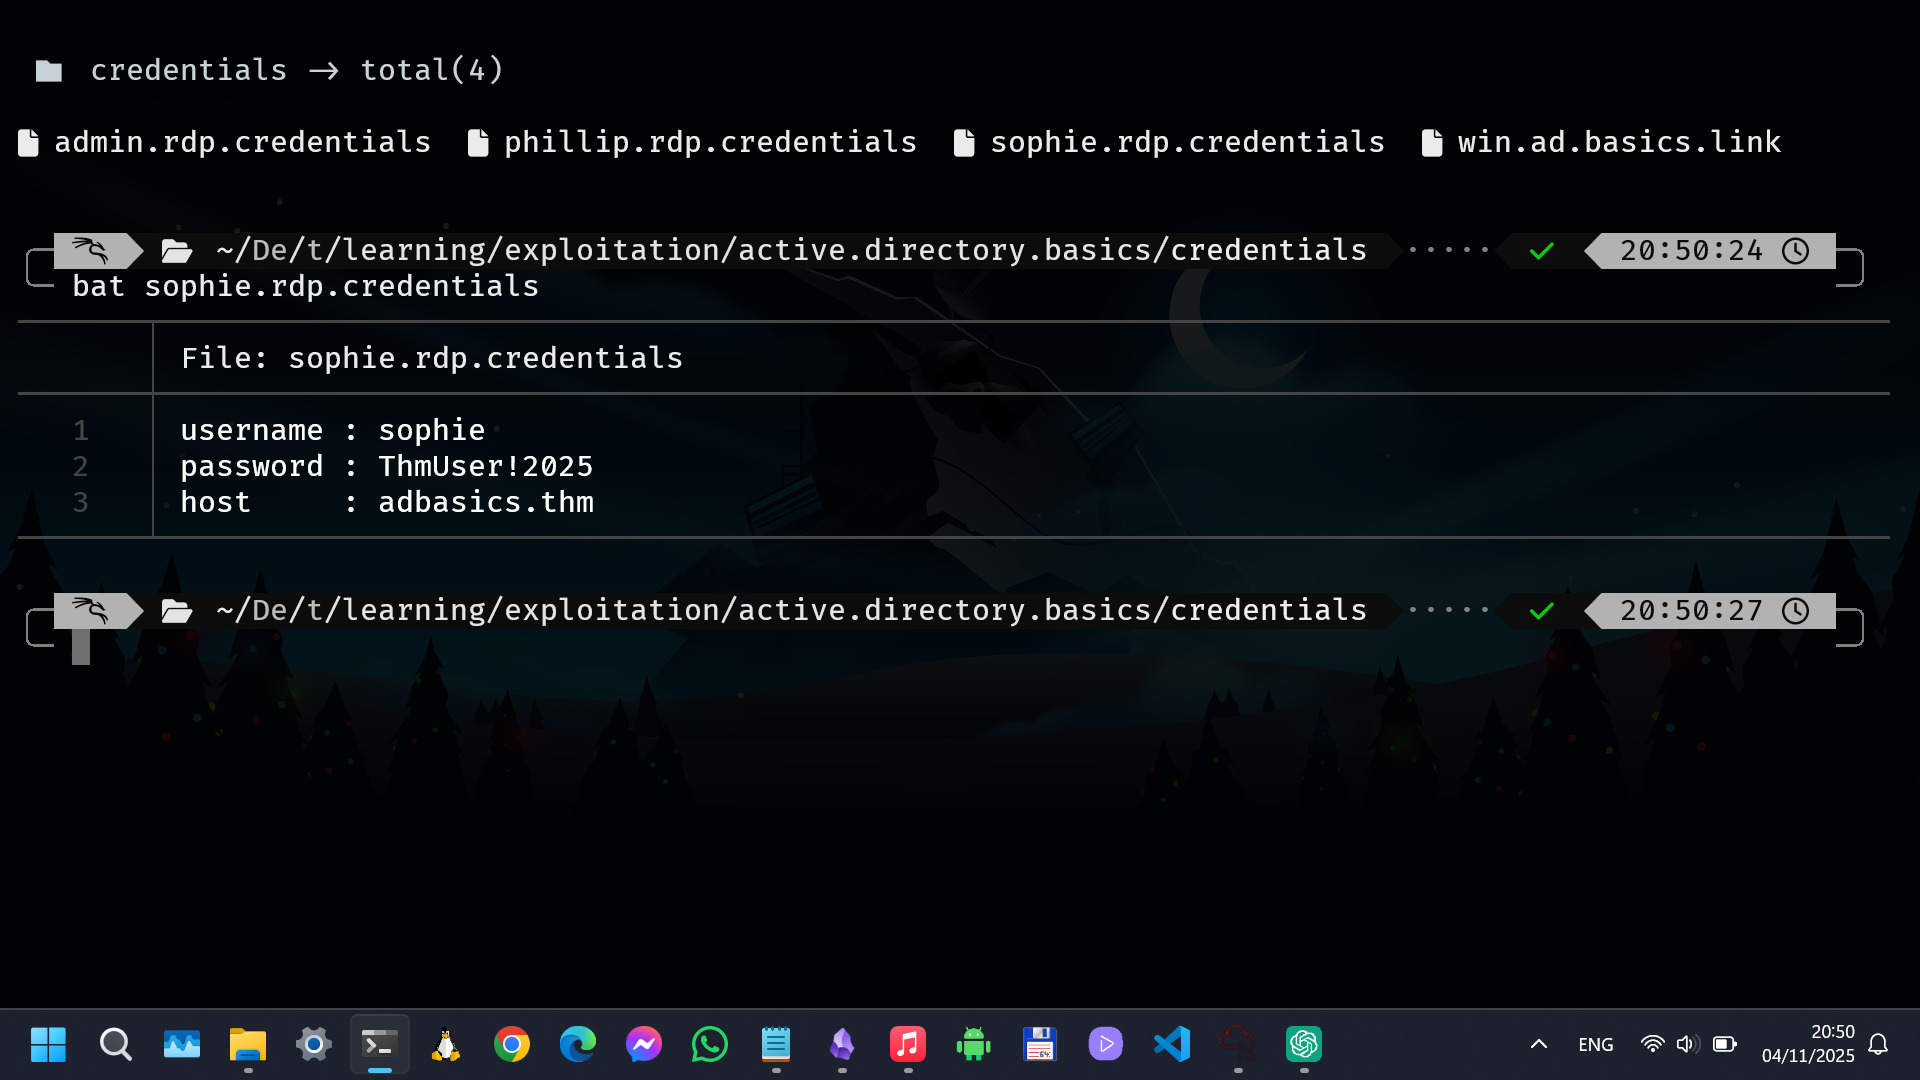 credentials → total(4)
admin.rdp.credentials phillip.rdp.credentials sophie.rdp.credentials win.ad.basics.link
~/De/t/learning/exploitation/active.directory.basics/credentials ····· ✓ 20:50:24
bat sophie.rdp.credentials
File: sophie.rdp.credentials
1 username : sophie
2 password : ThmUser!2025
3 host : adbasics.thm
~/De/t/learning/exploitation/active.directory.basics/credentials ····· ✓ 20:50:27
64
ENG
20:50
04/11/2025